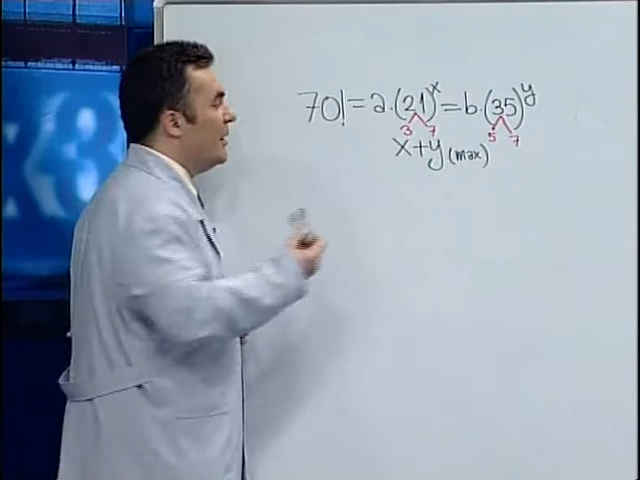 70! = a.(21)^x = b.(35)^y
3 7 5 7
x+y (max)